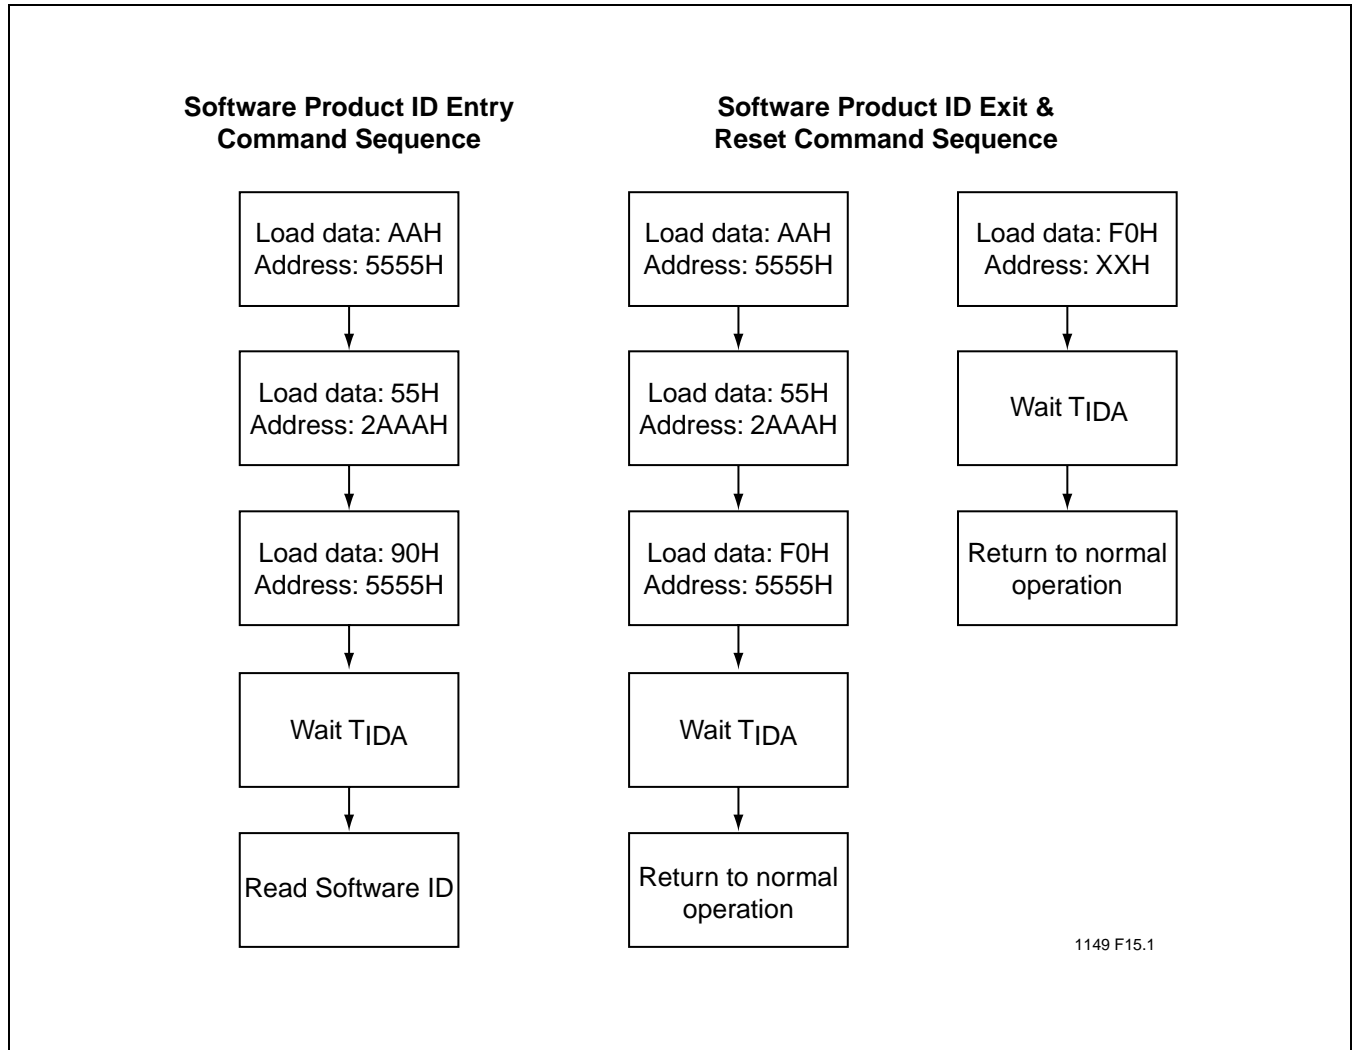 Software Product ID Entry
Command Sequence
Load data: AAH
Address: 5555H
Load data: 55H
Address: 2AAAH
Load data: 90H
Address: 5555H
Wait TIDA
Read Software ID
Software Product ID Exit &
Reset Command Sequence
Load data: AAH
Address: 5555H
Load data: 55H
Address: 2AAAH
Load data: F0H
Address: 5555H
Wait TIDA
Return to normal
operation
Load data: F0H
Address: XXH
Wait TIDA
Return to normal
operation
1149 F15.1